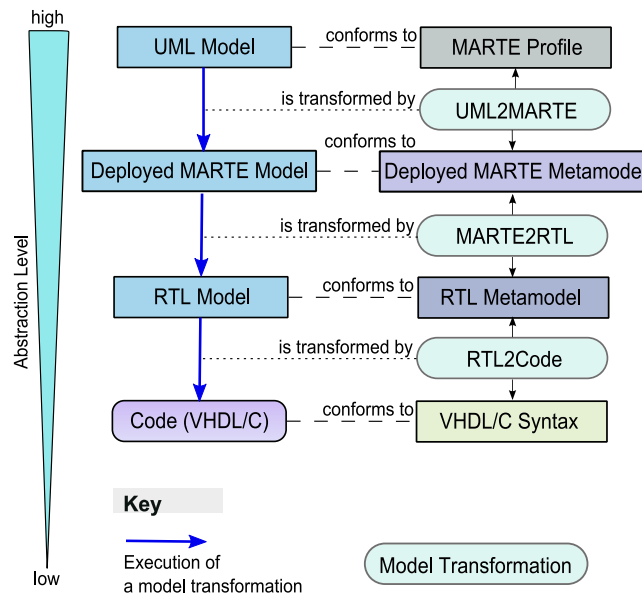 high
UML Model
conforms to
MARTE Profile
is transformed by
UML2MARTE
conforms to
Deployed MARTE Model
Deployed MARTE Metamodel
is transformed by
MARTE2RTL
Abstraction Level
RTL Model
conforms to
RTL Metamodel
is transformed by
RTL2Code
Code (VHDL/C)
conforms to
VHDL/C Syntax
Key
Execution of
a model transformation
Model Transformation
low